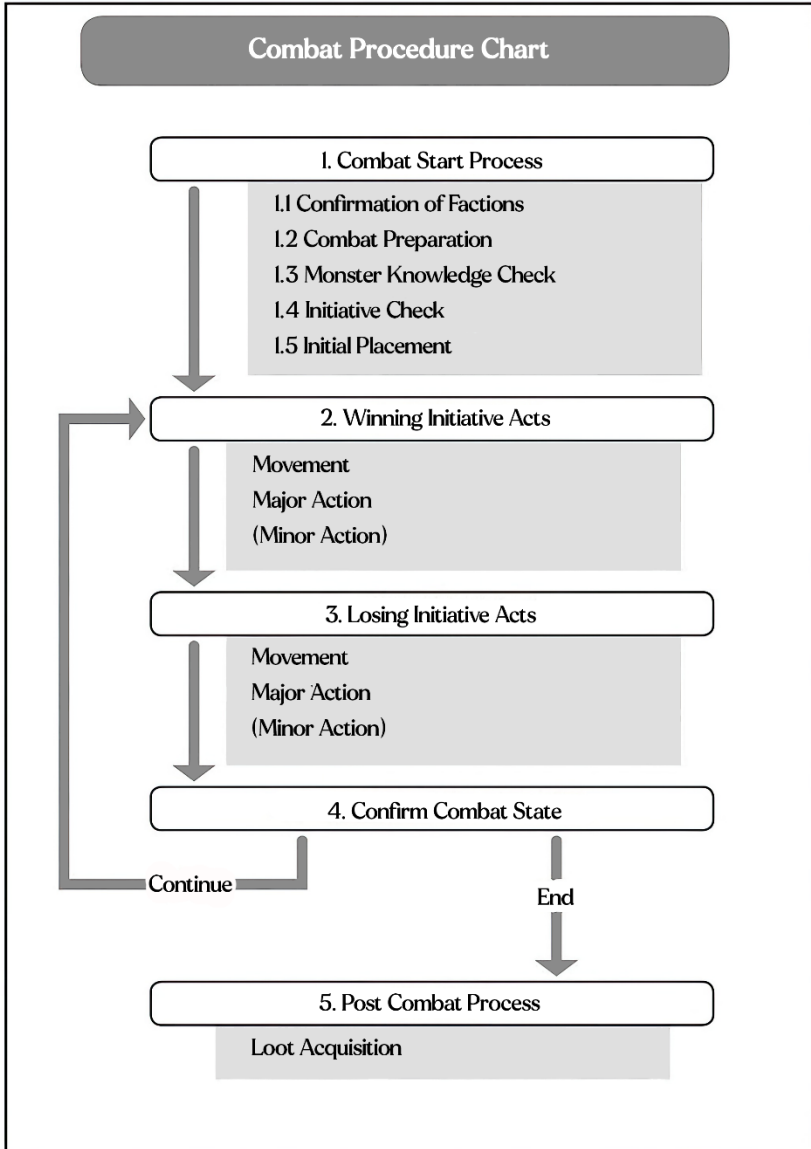 Combat Procedure Chart
1. Combat Start Process
1.1 Confirmation of Factions
1.2 Combat Preparation
1.3 Monster Knowledge Check
1.4 Initiative Check
1.5 Initial Placement
2. Winning Initiative Acts
Movement
Major Action
(Minor Action)
3. Losing Initiative Acts
Movement
Major Action
(Minor Action)
4. Confirm Combat State
Continue
End
5. Post Combat Process
Loot Acquisition